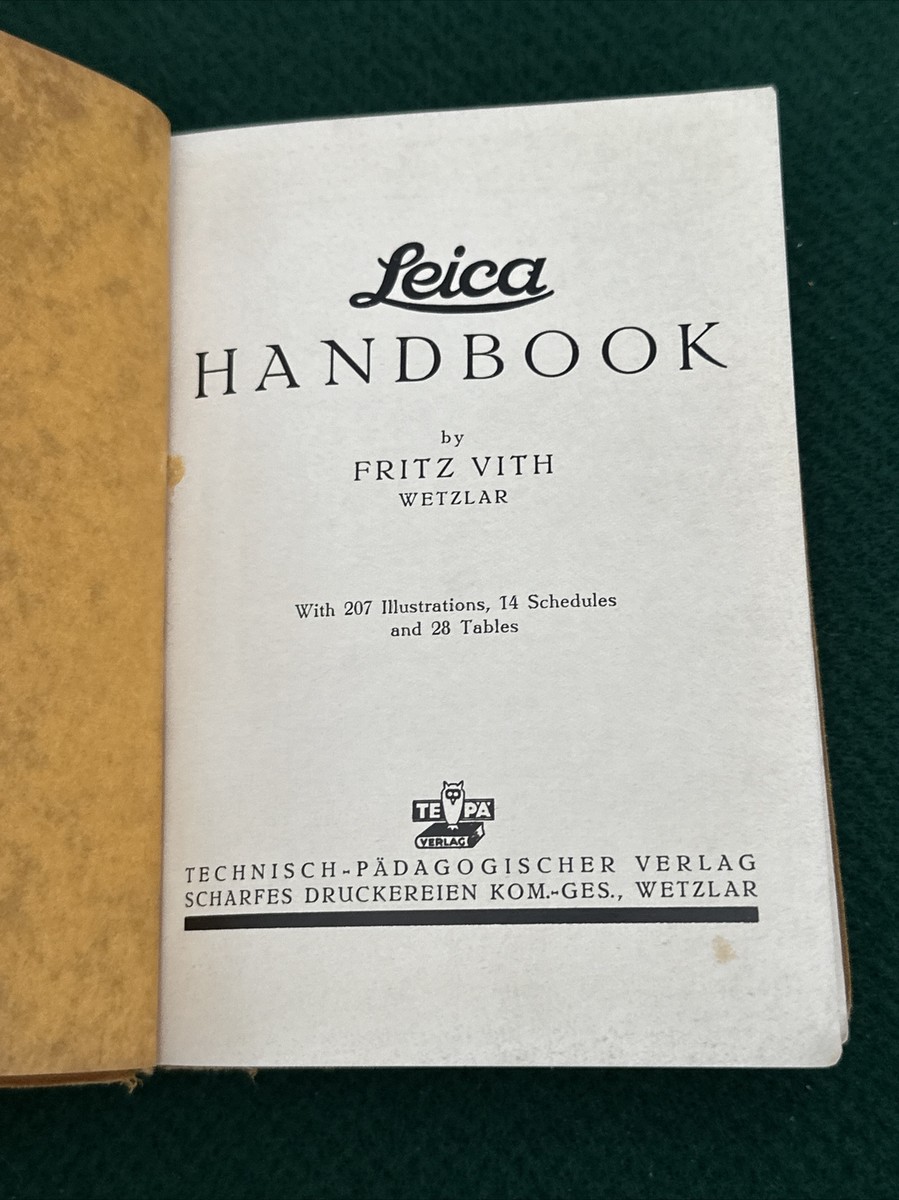 Leica
HANDBOOK
by
FRITZ VITH
WETZLAR
With 207 Illustrations, 14 Schedules
and 28 Tables
TE PÄ
VERLAG
TECHNISCH-PÄDAGOGISCHER VERLAG
SCHARFES DRUCKEREIEN KOM.-GES., WETZLAR